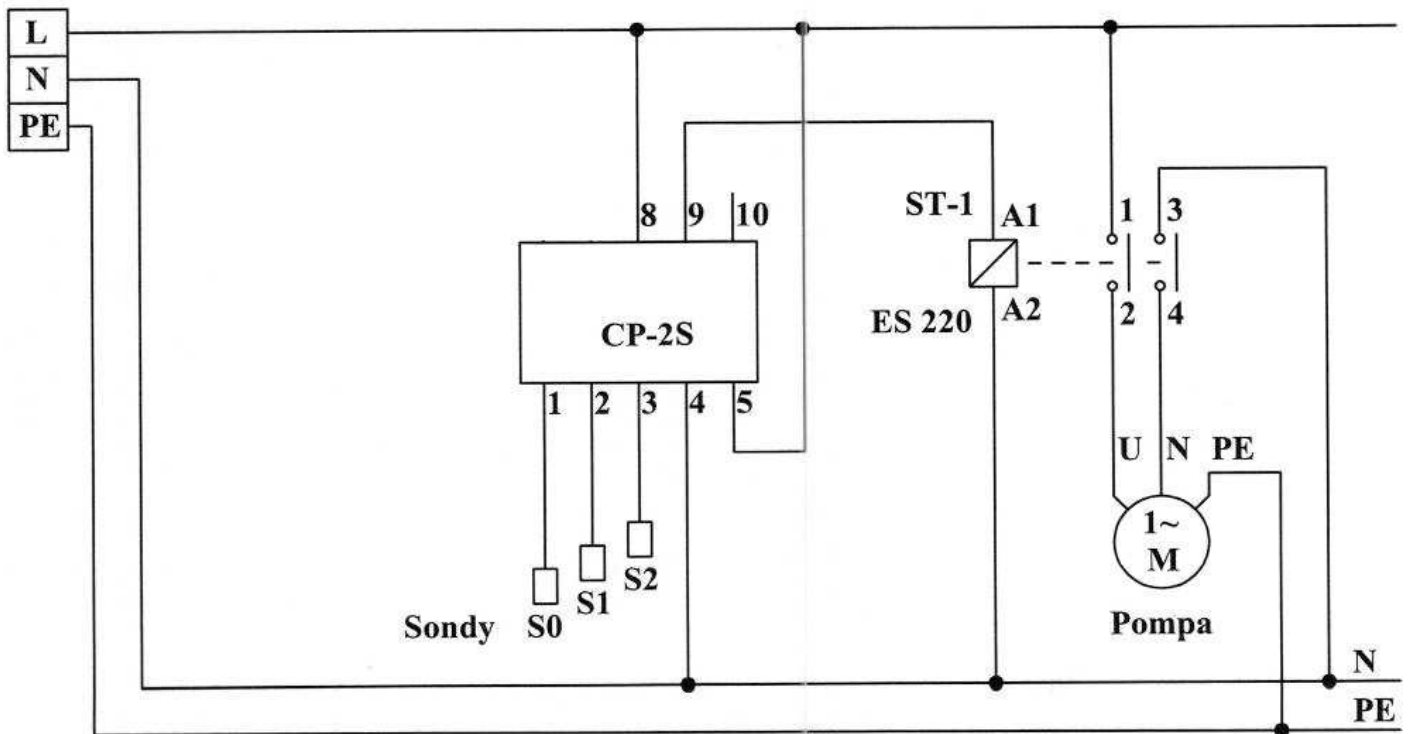 L
N
PE
8 9 10
CP-2S
1 2 3 4 5
ST-1 A1
ES 220 A2
1 3
2 4
U N PE
1~
M
Pompa
S2
S1
Sondy S0
N
PE